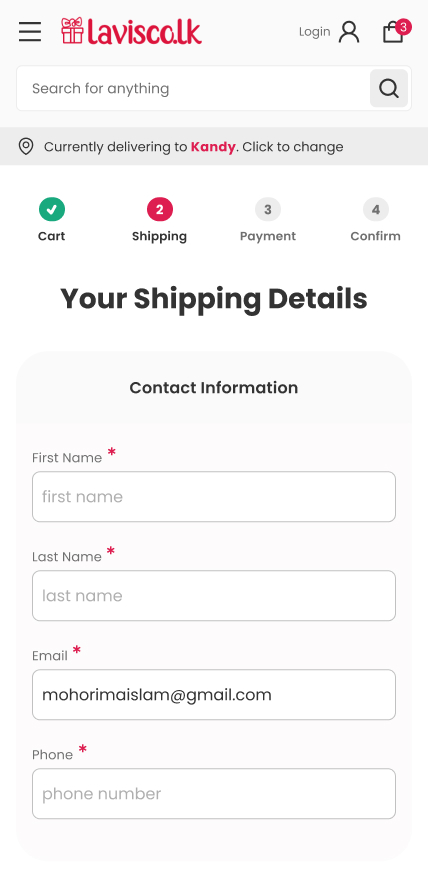 lavisco.lk
Login
3
Search for anything
Currently delivering to Kandy. Click to change
2 3 4
Cart Shipping Payment Confirm
Your Shipping Details
Contact Information
First Name *
first name
Last Name *
last name
Email *
mohorimaislam@gmail.com
Phone *
phone number